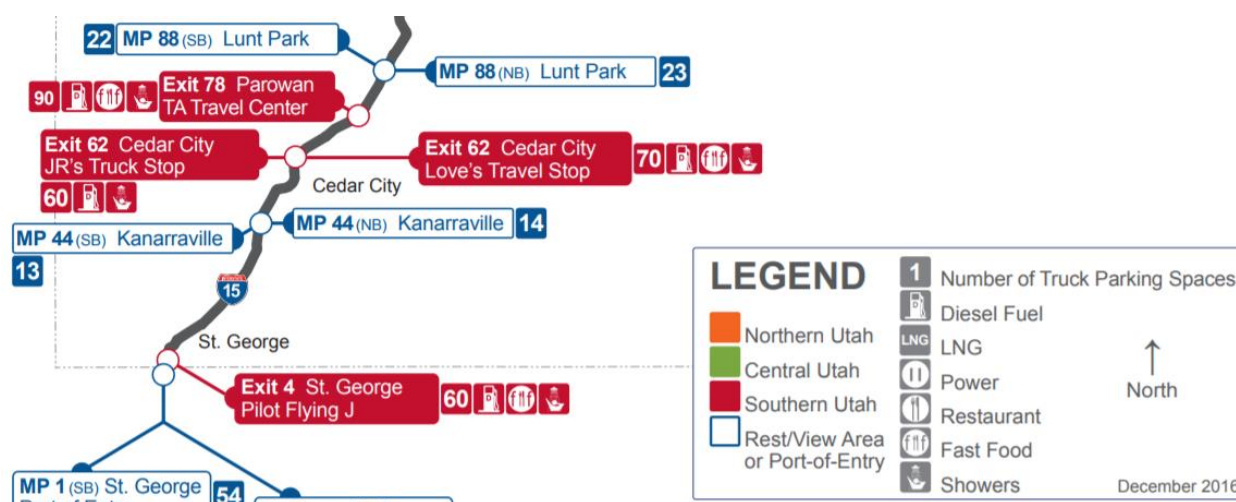 22 MP 88 (SB) Lunt Park
MP 88 (NB) Lunt Park 23
90 D
Exit 78 Parowan
TA Travel Center
Exit 62 Cedar City
JR's Truck Stop
60 D
Exit 62 Cedar City
Love's Travel Stop
70 D
Cedar City
MP 44 (SB) Kanarraville
13
MP 44 (NB) Kanarraville 14
15
St. George
Exit 4 St. George
Pilot Flying J
60 D
MP 1 (SB) St. George
54
LEGEND
Northern Utah
Central Utah
Southern Utah
Rest/View Area
or Port-of-Entry
1 Number of Truck Parking Spaces
D Diesel Fuel
LNG LNG
Power
Restaurant
Fast Food
Showers
North
December 2016